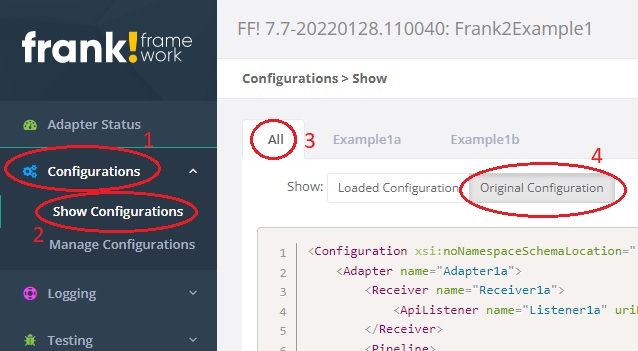 frank!frame
work
FF! 7.7-20220128.110040: Frank2Example1
Configurations > Show
Adapter Status
1
Configurations
Show Configurations
2
Manage Configurations
Logging
Testing
All
3
Example1a
Example1b
4
Show:
Loaded Configuration
Original Configuration
1
<Configuration xsi:noNamespaceSchemaLocation="
2
<Adapter name="Adapter1a">
3
<Receiver name="Receiver1a">
4
<ApiListener name="Listener1a"
5
</Receiver>
6
<Pipeline>